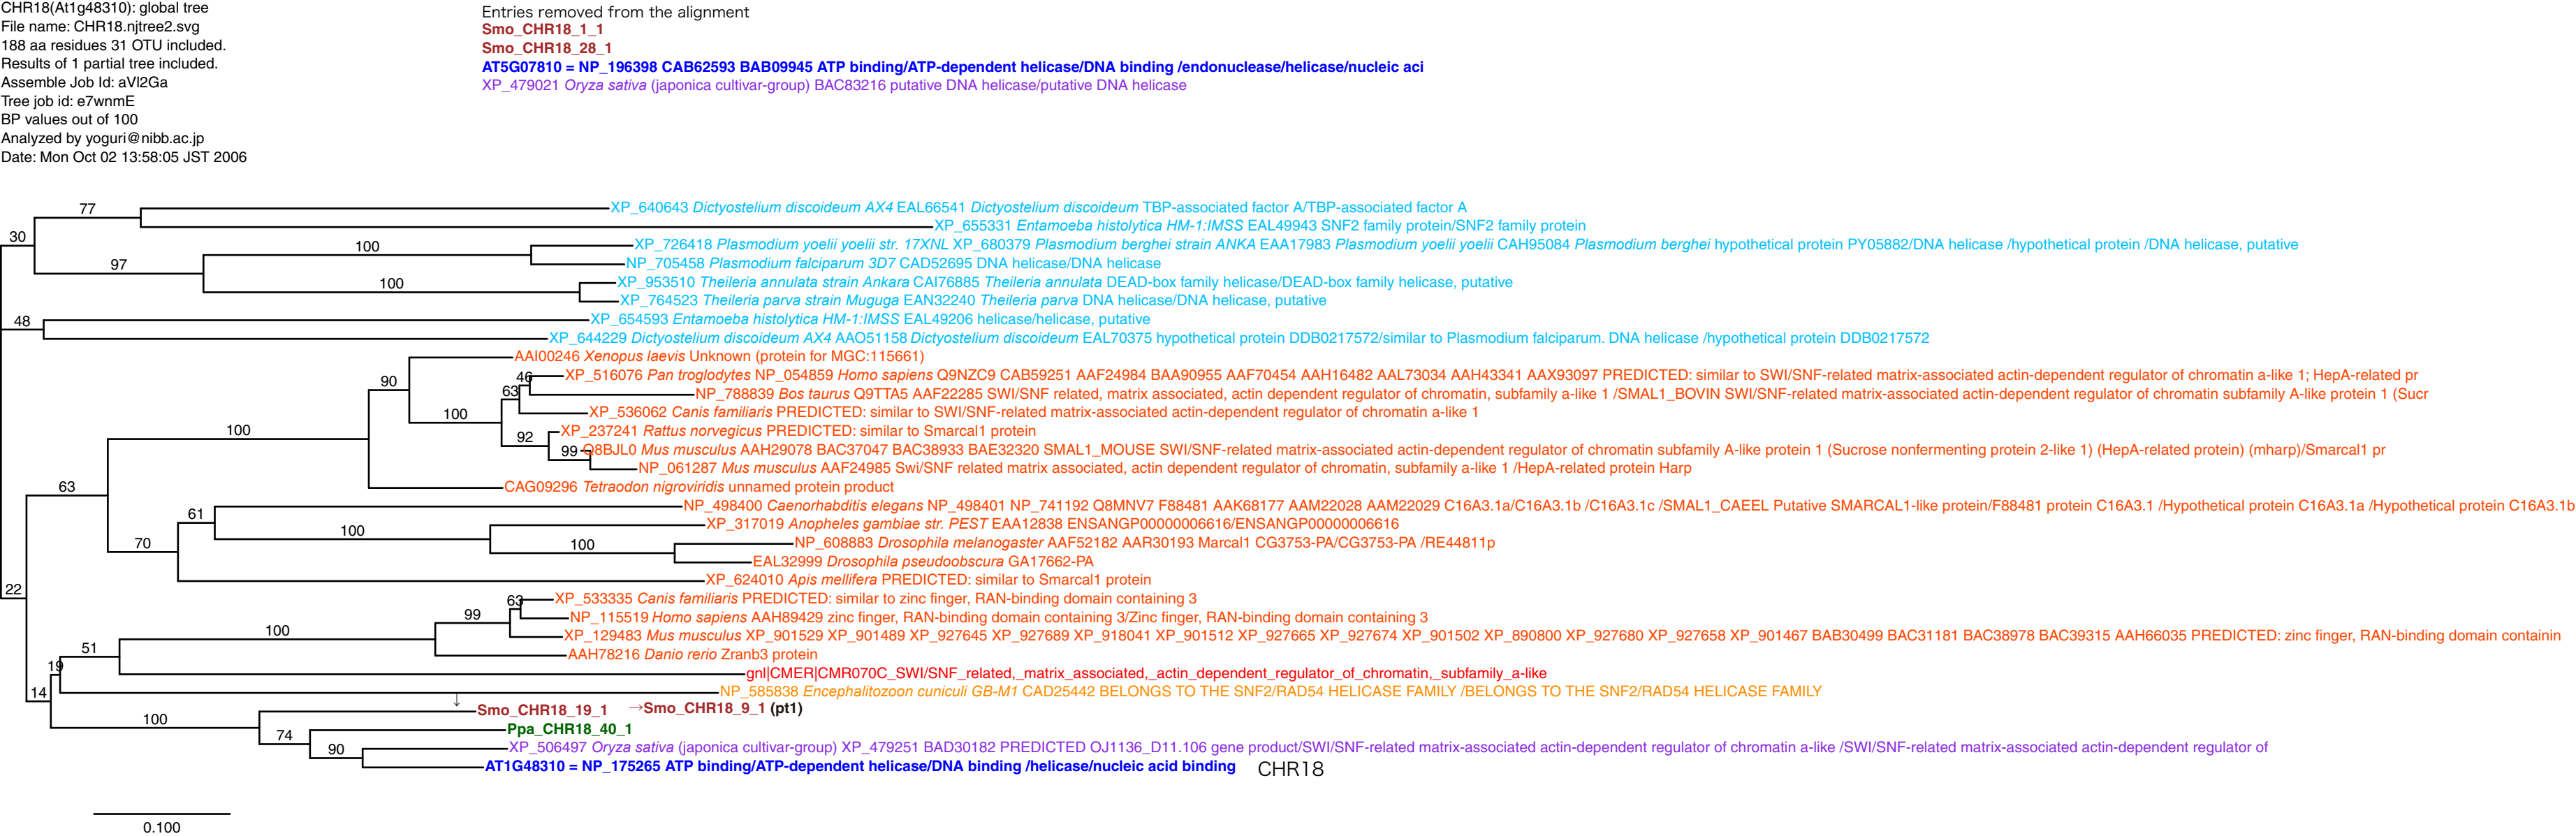 CHR18(At1g48310): global tree
File name: CHR18.njtree2.svg
188 aa residues 31 OTU included.
Results of 1 partial tree included.
Assemble Job Id: aVl2Ga
Tree job id: e7wnmE
BP values out of 100
Analyzed by yoguri@nibb.ac.jp
Date: Mon Oct 02 13:58:05 JST 2006
Entries removed from the alignment
Smo_CHR18_1_1
Smo_CHR18_28_1
AT5G07810 = NP_196398 CAB62593 BAB09945 ATP binding/ATP-dependent helicase/DNA binding /endonuclease/helicase/nucleic aci
XP_479021 Oryza sativa (japonica cultivar-group) BAC83216 putative DNA helicase/putative DNA helicase
77
XP_640643 Dictyostelium discoideum AX4 EAL66541 Dictyostelium discoideum TBP-associated factor A/TBP-associated factor A
XP_655331 Entamoeba histolytica HM-1:IMSS EAL49943 SNF2 family protein/SNF2 family protein
30
100
XP_726418 Plasmodium yoelii yoelii str. 17XNL XP_680379 Plasmodium berghei strain ANKA EAA17983 Plasmodium yoelii yoelii CAH95084 Plasmodium berghei hypothetical protein PY05882/DNA helicase /hypothetical protein /DNA helicase, putative
97
NP_705458 Plasmodium falciparum 3D7 CAD52695 DNA helicase/DNA helicase
100
XP_953510 Theileria annulata strain Ankara CAI76885 Theileria annulata DEAD-box family helicase/DEAD-box family helicase, putative
XP_764523 Theileria parva strain Muguga EAN32240 Theileria parva DNA helicase/DNA helicase, putative
48
XP_654593 Entamoeba histolytica HM-1:IMSS EAL49206 helicase/helicase, putative
XP_644229 Dictyostelium discoideum AX4 AAO51158 Dictyostelium discoideum EAL70375 hypothetical protein DDB0217572/similar to Plasmodium falciparum. DNA helicase /hypothetical protein DDB0217572
AAI00246 Xenopus laevis Unknown (protein for MGC:115661)
90
46
XP_516076 Pan troglodytes NP_054859 Homo sapiens Q9NZC9 CAB59251 AAF24984 BAA90955 AAF70454 AAH16482 AAL73034 AAH43341 AAX93097 PREDICTED: similar to SWI/SNF-related matrix-associated actin-dependent regulator of chromatin a-like 1; HepA-related pr
63
NP_788839 Bos taurus Q9TTA5 AAF22285 SWI/SNF related, matrix associated, actin dependent regulator of chromatin, subfamily a-like 1 /SMAL1_BOVIN SWI/SNF-related matrix-associated actin-dependent regulator of chromatin subfamily A-like protein 1 (Sucr
100
XP_536062 Canis familiaris PREDICTED: similar to SWI/SNF-related matrix-associated actin-dependent regulator of chromatin a-like 1
100
92
XP_237241 Rattus norvegicus PREDICTED: similar to Smarcal1 protein
99
Q8BJL0 Mus musculus AAH29078 BAC37047 BAC38933 BAE32320 SMAL1_MOUSE SWI/SNF-related matrix-associated actin-dependent regulator of chromatin subfamily A-like protein 1 (Sucrose nonfermenting protein 2-like 1) (HepA-related protein) (mharp)/Smarcal1 pr
NP_061287 Mus musculus AAF24985 Swi/SNF related matrix associated, actin dependent regulator of chromatin, subfamily a-like 1 /HepA-related protein Harp
63
CAG09296 Tetraodon nigroviridis unnamed protein product
NP_498400 Caenorhabditis elegans NP_498401 NP_741192 Q8MNV7 F88481 AAK68177 AAM22028 AAM22029 C16A3.1a/C16A3.1b /C16A3.1c /SMAL1_CAEEL Putative SMARCAL1-like protein/F88481 protein C16A3.1 /Hypothetical protein C16A3.1a /Hypothetical protein C16A3.1b
61
100
XP_317019 Anopheles gambiae str. PEST EAA12838 ENSANGP00000006616/ENSANGP00000006616
70
100
NP_608883 Drosophila melanogaster AAF52182 AAR30193 Marcal1 CG3753-PA/CG3753-PA /RE44811p
EAL32999 Drosophila pseudoobscura GA17662-PA
XP_624010 Apis mellifera PREDICTED: similar to Smarcal1 protein
22
63
XP_533335 Canis familiaris PREDICTED: similar to zinc finger, RAN-binding domain containing 3
99
NP_115519 Homo sapiens AAH89429 zinc finger, RAN-binding domain containing 3/Zinc finger, RAN-binding domain containing 3
100
XP_129483 Mus musculus XP_901529 XP_901489 XP_927645 XP_927689 XP_918041 XP_901512 XP_927665 XP_927674 XP_901502 XP_890800 XP_927680 XP_927658 XP_901467 BAB30499 BAC31181 BAC38978 BAC39315 AAH66035 PREDICTED: zinc finger, RAN-binding domain containin
51
AAH78216 Danio rerio Zranb3 protein
19
gnl|CMER|CMR070C_SWI/SNF_related,_matrix_associated,_actin_dependent_regulator_of_chromatin,_subfamily_a-like
14
NP_585838 Encephalitozoon cuniculi GB-M1 CAD25442 BELONGS TO THE SNF2/RAD54 HELICASE FAMILY /BELONGS TO THE SNF2/RAD54 HELICASE FAMILY
↓
Smo_CHR18_19_1 →Smo_CHR18_9_1 (pt1)
100
Ppa_CHR18_40_1
74
90
XP_506497 Oryza sativa (japonica cultivar-group) XP_479251 BAD30182 PREDICTED OJ1136_D11.106 gene product/SWI/SNF-related matrix-associated actin-dependent regulator of chromatin a-like /SWI/SNF-related matrix-associated actin-dependent regulator of
AT1G48310 = NP_175265 ATP binding/ATP-dependent helicase/DNA binding /helicase/nucleic acid binding CHR18
0.100